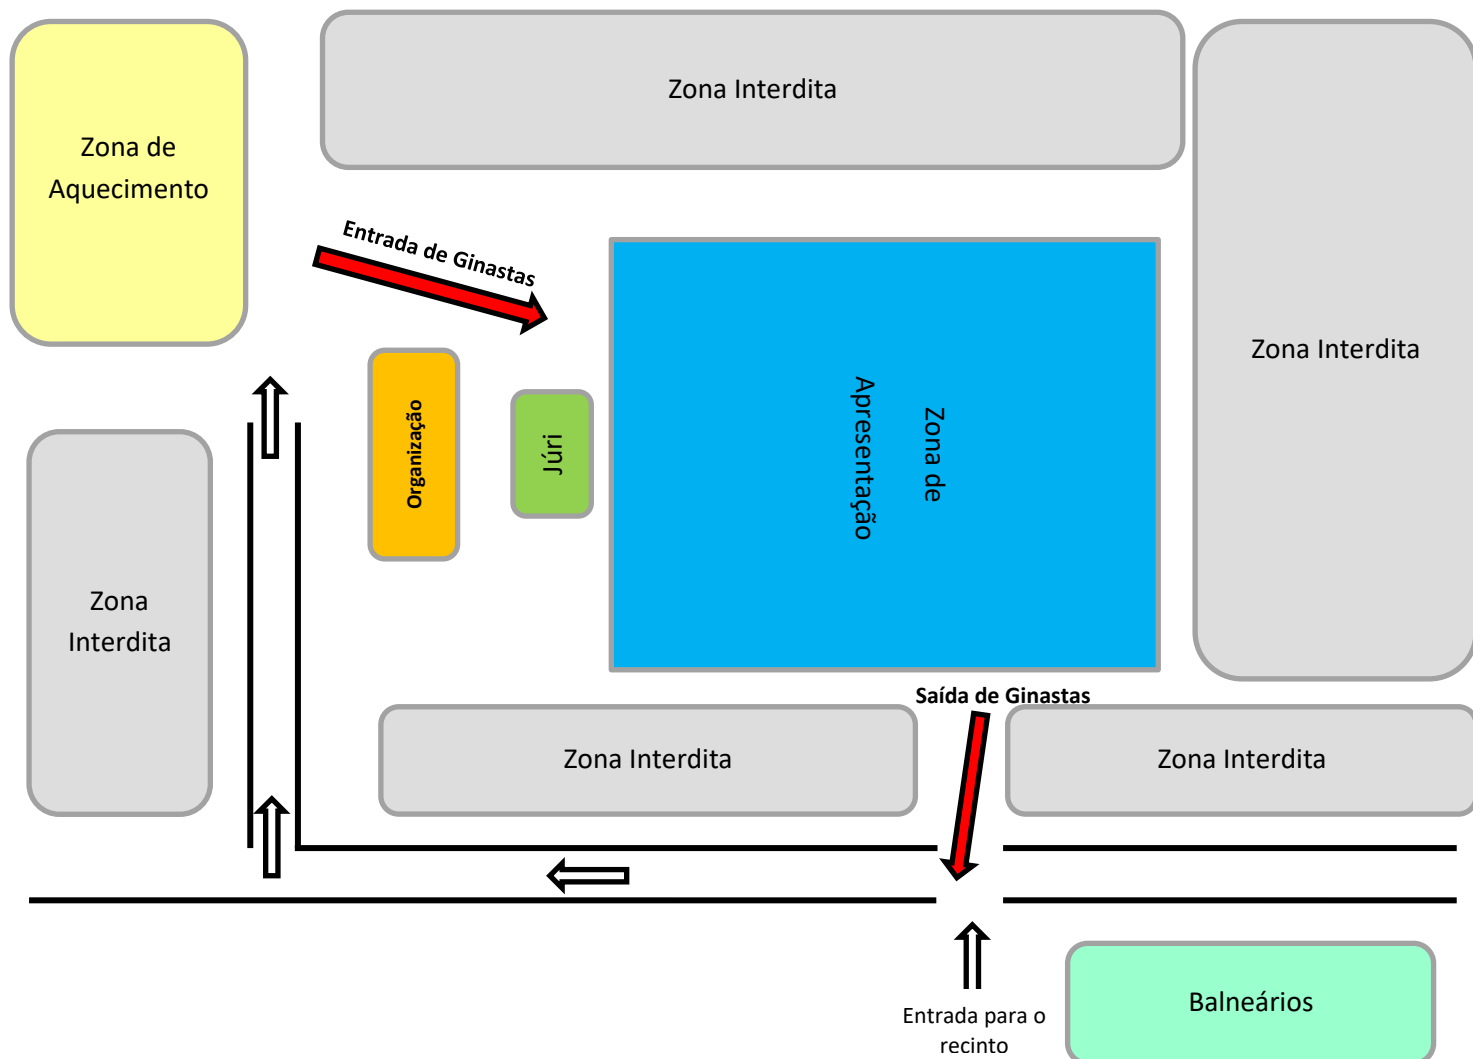 Zona Interdita
Zona de
Aquecimento
Entrada de Ginastas
Zona Interdita
Organização
Júri
Zona de
Apresentação
Zona
Interdita
Saída de Ginastas
Zona Interdita
Zona Interdita
Balneários
Entrada para o
recinto